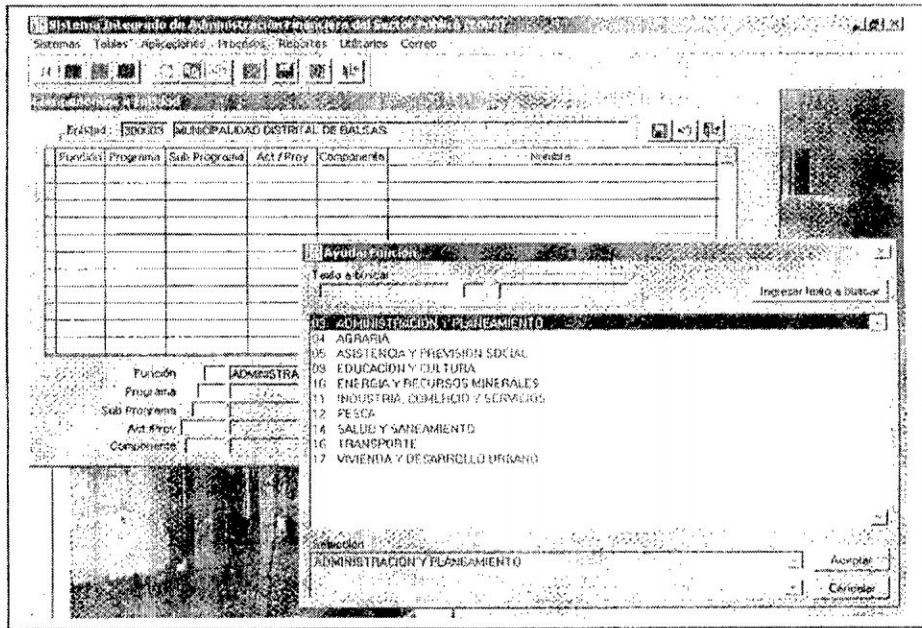 Sistema Integrado de Administración Financiera del Sector Público
Sistemas Tablas Aplicaciones Procesos Reportes Utilitarios Correo
Entidad 300003 MUNICIPALIDAD DISTRITAL DE BALSAS
Función Programa Sub Programa Act / Proy Componente Nombre
Ayuda Función
Texto a buscar
Ingresar texto a buscar
03 ADMINISTRACION Y PLANEAMIENTO
04 AGRARIA
05 ASISTENCIA Y PREVISION SOCIAL
09 EDUCACION Y CULTURA
10 ENERGIA Y RECURSOS MINERALES
11 INDUSTRIA, COMERCIO Y SERVICIOS
12 PESCA
14 SALUD Y SANEAMIENTO
16 TRANSPORTE
17 VIVIENDA Y DESARROLLO URBANO
Función ADMINISTRA
Programa
Sub Programa
Act/Proy
Componente
Selección
ADMINISTRACION Y PLANEAMIENTO
Aceptar
Cancelar